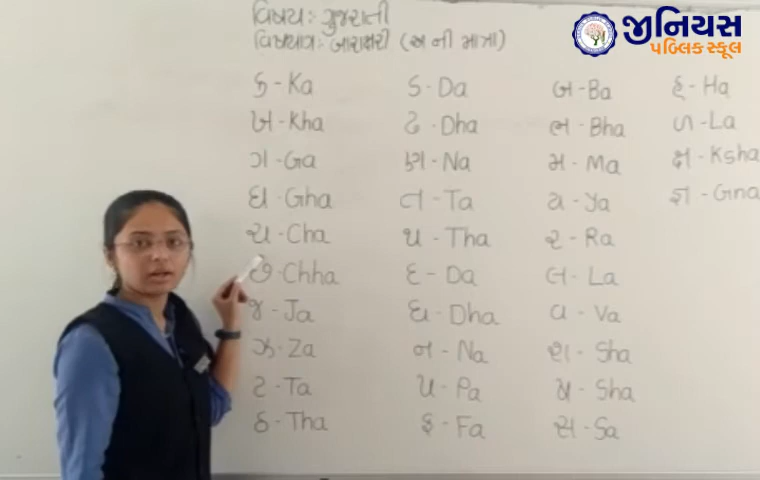 વિષય: ગુજરાતી
વિષયાંગ: બારાક્ષરી (અ ની માત્રા)
જીનિયસ
પબ્લિક સ્કૂલ
ક - Ka
ખ - Kha
ગ - Ga
ઘ - Gha
ચ - Cha
છ - Chha
જ - Ja
ઝ - Za
ટ - Ta
ઠ - Tha
ડ - Da
ઢ - Dha
ણ - Na
ત - Ta
થ - Tha
દ - Da
ધ - Dha
ન - Na
પ - Pa
ફ - Fa
બ - Ba
ભ - Bha
મ - Ma
ય - Ya
ર - Ra
લ - La
વ - Va
શ - Sha
ષ - Sha
સ - Sa
હ - Ha
ળ - La
ક્ષ - Ksha
જ્ઞ - Gna